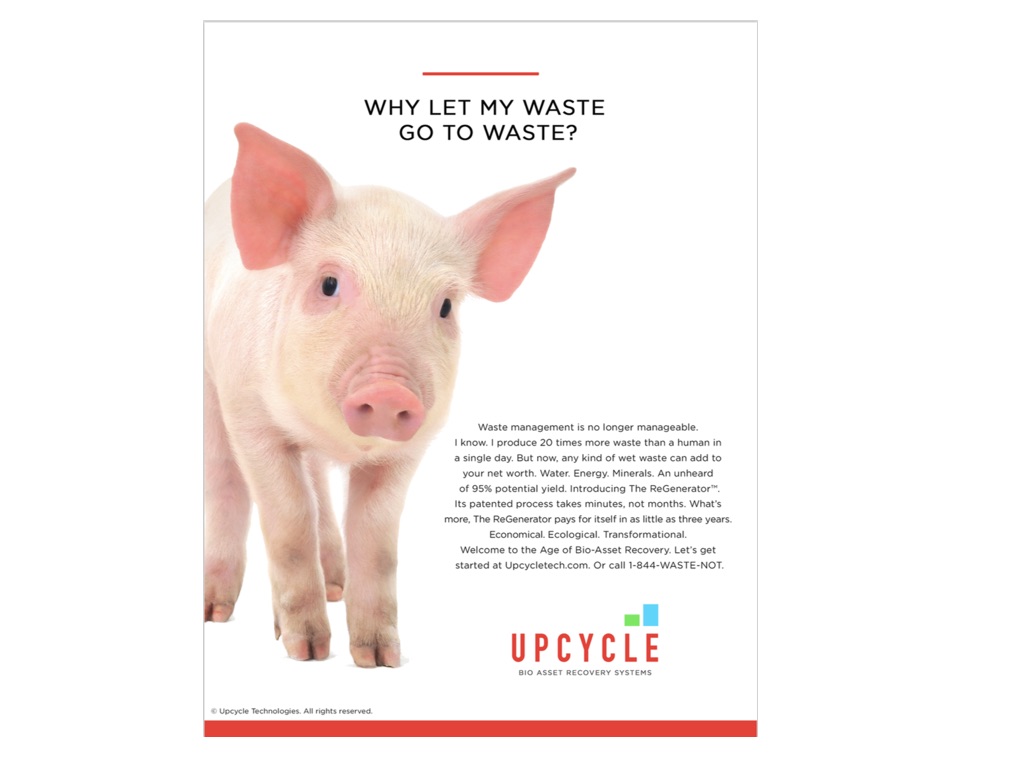 WHY LET MY WASTE
GO TO WASTE?
Waste management is no longer manageable.
I know. I produce 20 times more waste than a human in
a single day. But now, any kind of wet waste can add to
your net worth. Water. Energy. Minerals. An unheard
of 95% potential yield. Introducing The ReGenerator™.
Its patented process takes minutes, not months. What's
more, The ReGenerator pays for itself in as little as three years.
Economical. Ecological. Transformational.
Welcome to the Age of Bio-Asset Recovery. Let's get
started at Upcycletech.com. Or call 1-844-WASTE-NOT.
UPCYCLE
BIO ASSET RECOVERY SYSTEMS
© Upcycle Technologies. All rights reserved.